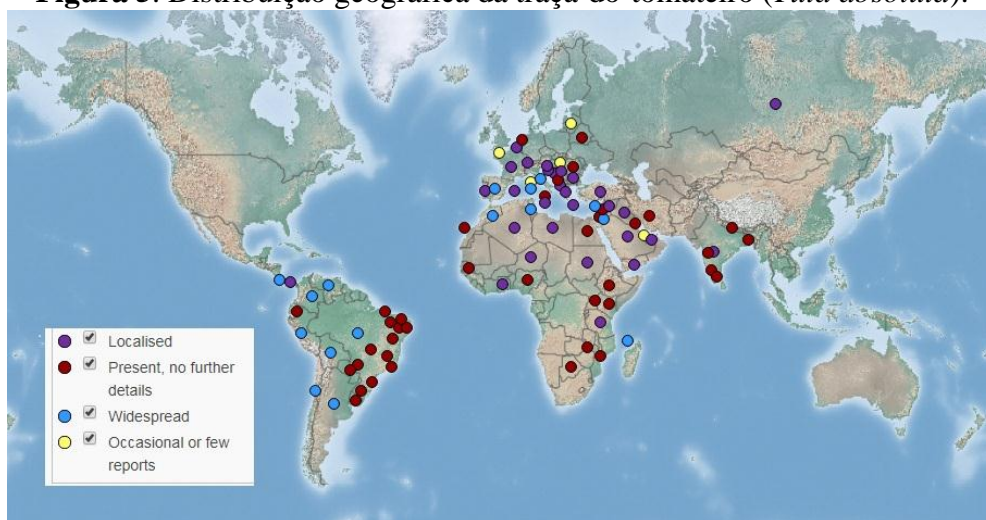 Figura 3. Distribuição geográfica da traça-do-tomateiro (Tuta absoluta).
Localised
Present, no further
details
Widespread
Occasional or few
reports